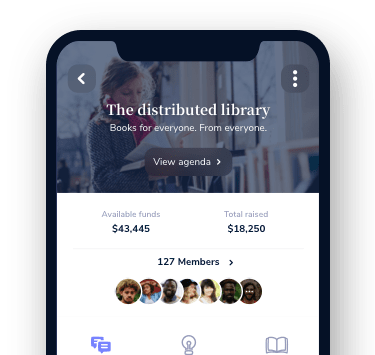 The distributed library
Books for everyone. From everyone.
View agenda
Available funds
Total raised
$43,445
$18,250
127 Members